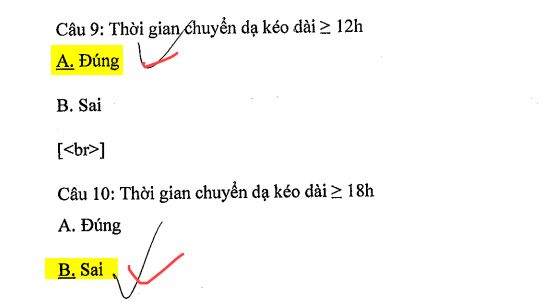 Câu 9: Thời gian chuyển dạ kéo dài ≥ 12h
A. Đúng
B. Sai
[<br>]
Câu 10: Thời gian chuyển dạ kéo dài ≥ 18h
A. Đúng
B. Sai